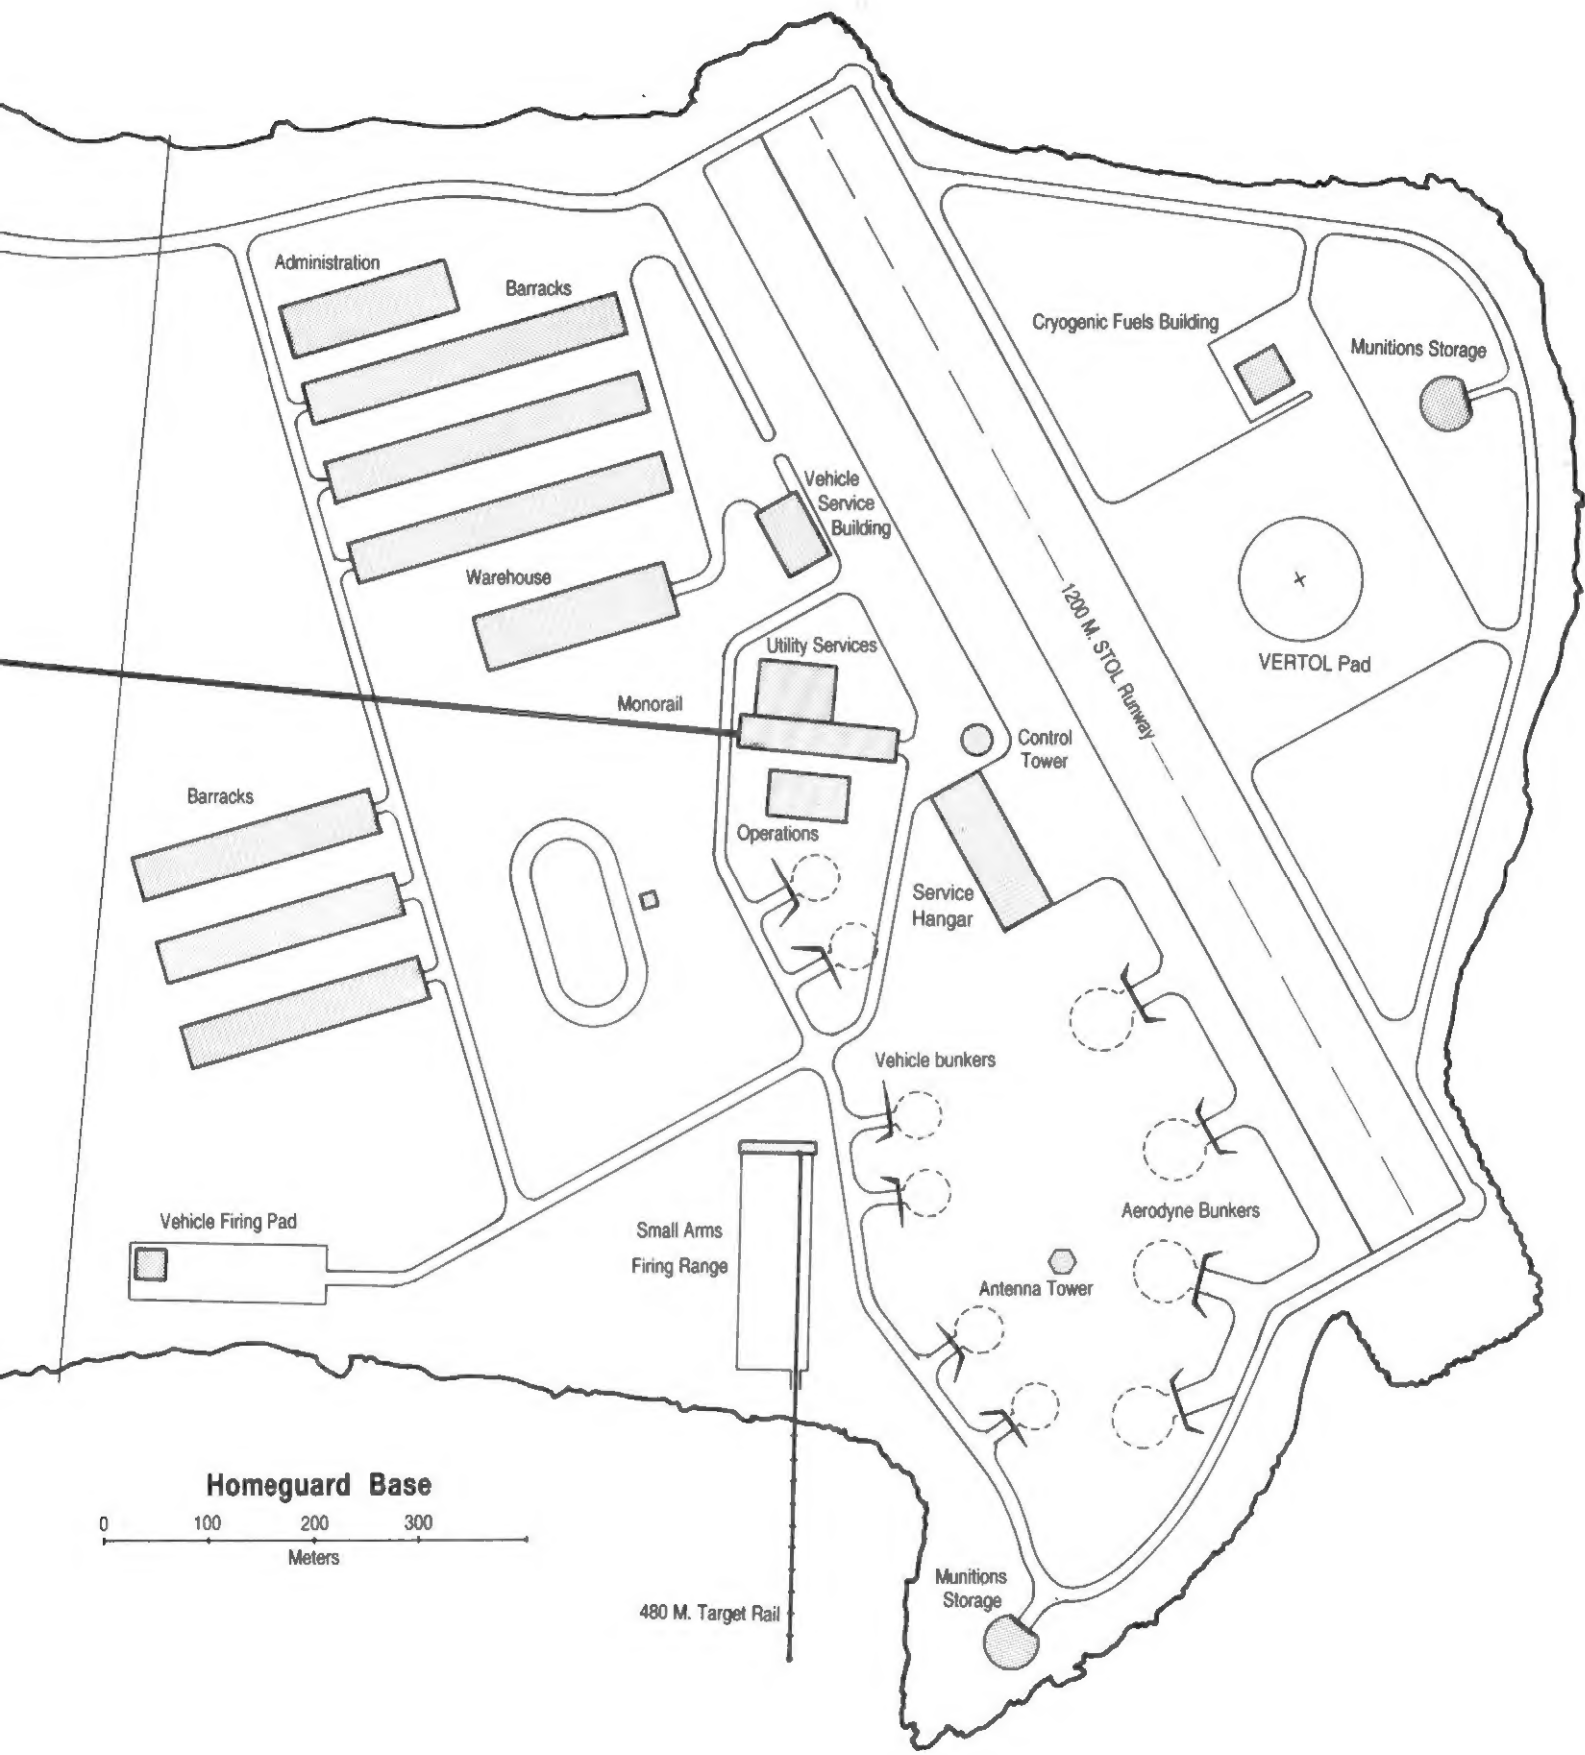 Administration
Barracks
Cryogenic Fuels Building
Munitions Storage
Vehicle
Service
Building
Warehouse
1200 M. STOL Runway
Utility Services
VERTOL Pad
Monorail
Control
Tower
Barracks
Operations
Service
Hangar
Vehicle bunkers
Aerodyne Bunkers
Vehicle Firing Pad
Small Arms
Firing Range
Antenna Tower
Homeguard Base
0 100 200 300
Meters
Munitions
Storage
480 M. Target Rail